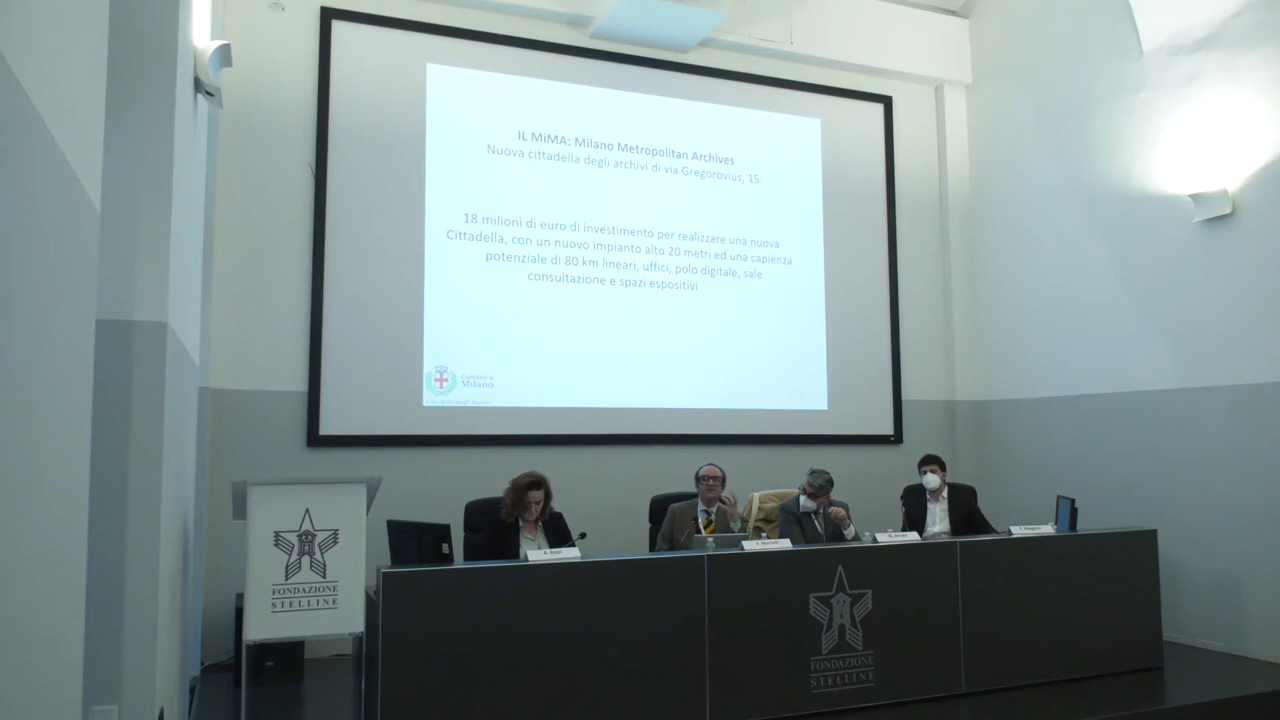 IL MiMA: Milano Metropolitan Archives
Nuova cittadella degli archivi di via Gregorovius, 15:
18 milioni di euro di investimento per realizzare una nuova
Cittadella, con un nuovo impianto alto 20 metri ed una capienza
potenziale di 80 km lineari, uffici, polo digitale, sale
consultazione e spazi espositivi
Comune di
Milano
FONDAZIONE
STELLINE
FONDAZIONE
STELLINE